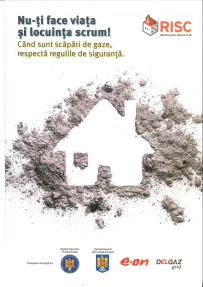 Nu-ți face viața
și locuința scrum!
Când sunt scăpări de gaze,
respectă regulile de siguranță.
RISC
e-on
DELGAZ
grid